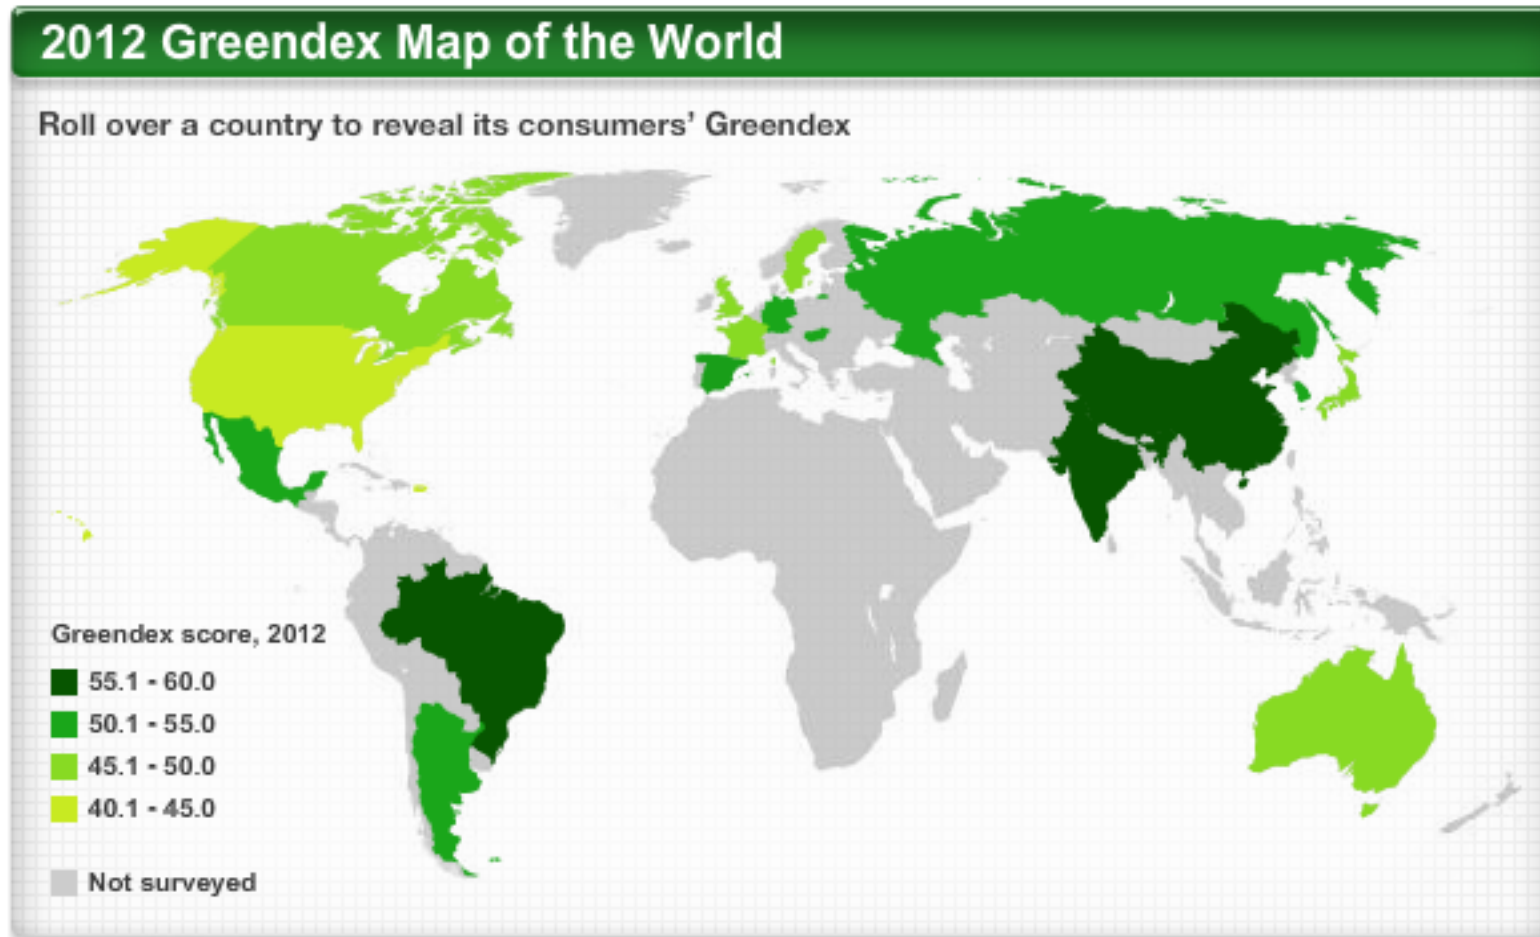 2012 Greendex Map of the World
Roll over a country to reveal its consumers’ Greendex
Greendex score, 2012
55.1 - 60.0
50.1 - 55.0
45.1 - 50.0
40.1 - 45.0
Not surveyed